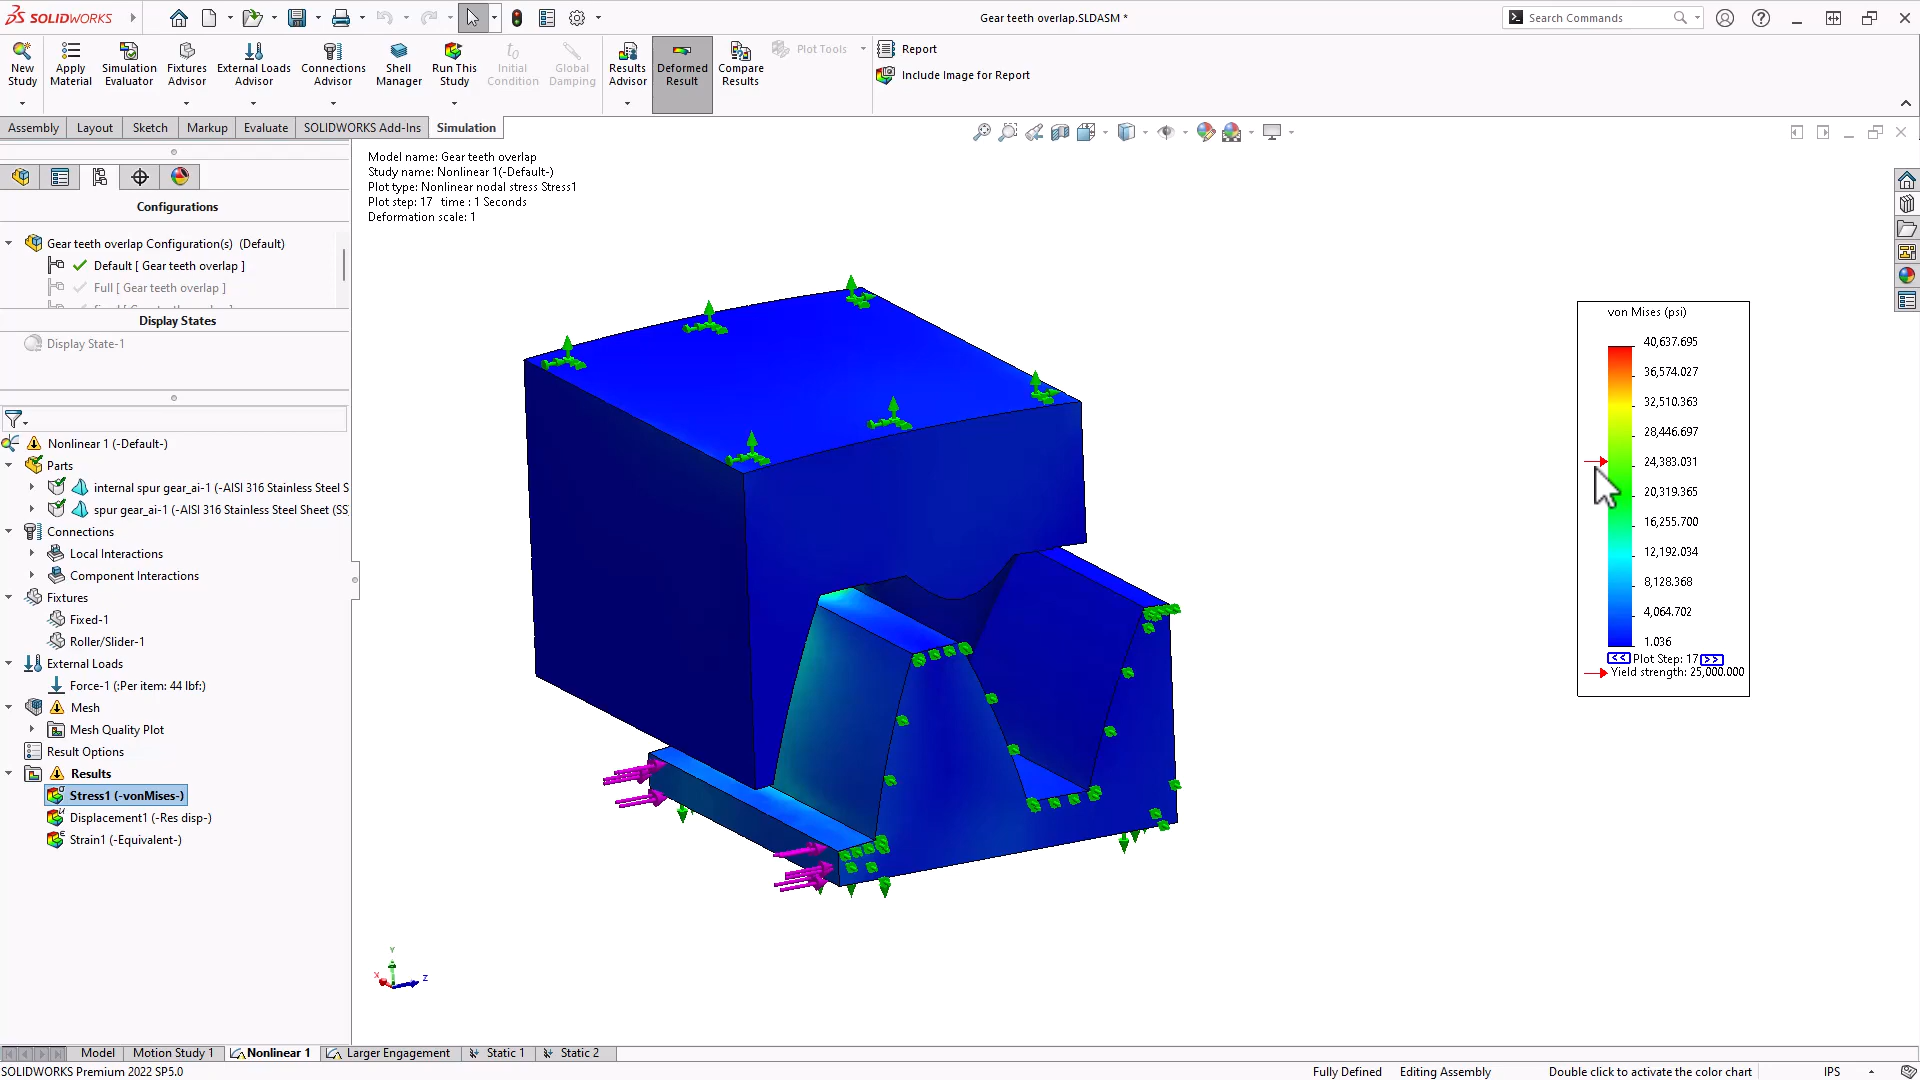 SOLIDWORKS
Gear teeth overlap.SLDASM *
Search Commands
New Study
Apply Material
Simulation Evaluator
Fixtures Advisor
External Loads Advisor
Connections Advisor
Shell Manager
Run This Study
Initial Condition
Global Damping
Results Advisor
Deformed Result
Compare Results
Plot Tools
Report
Include Image for Report
Assembly
Layout
Sketch
Markup
Evaluate
SOLIDWORKS Add-Ins
Simulation
Configurations
Gear teeth overlap Configuration(s) (Default)
Default [ Gear teeth overlap ]
Full [ Gear teeth overlap ]
Display States
Display State-1
Nonlinear 1 (-Default-)
Parts
internal spur gear_ai-1 (-AISI 316 Stainless Steel S
spur gear_ai-1 (-AISI 316 Stainless Steel Sheet (SS)
Connections
Local Interactions
Component Interactions
Fixtures
Fixed-1
Roller/Slider-1
External Loads
Force-1 (:Per item: 44 lbf:)
Mesh
Mesh Quality Plot
Result Options
Results
Stress1 (-vonMises-)
Displacement1 (-Res disp-)
Strain1 (-Equivalent-)
Model name: Gear teeth overlap
Study name: Nonlinear 1(-Default-)
Plot type: Nonlinear nodal stress Stress1
Plot step: 17 time : 1 Seconds
Deformation scale: 1
von Mises (psi)
40,637.695
36,574.027
32,510.363
28,446.697
24,383.031
20,319.365
16,255.700
12,192.034
8,128.368
4,064.702
1.036
<< Plot Step: 17 >>
Yield strength: 25,000.000
Y
X
Z
Model
Motion Study 1
Nonlinear 1
Larger Engagement
Static 1
Static 2
SOLIDWORKS Premium 2022 SP5.0
Fully Defined
Editing Assembly
Double click to activate the color chart
IPS